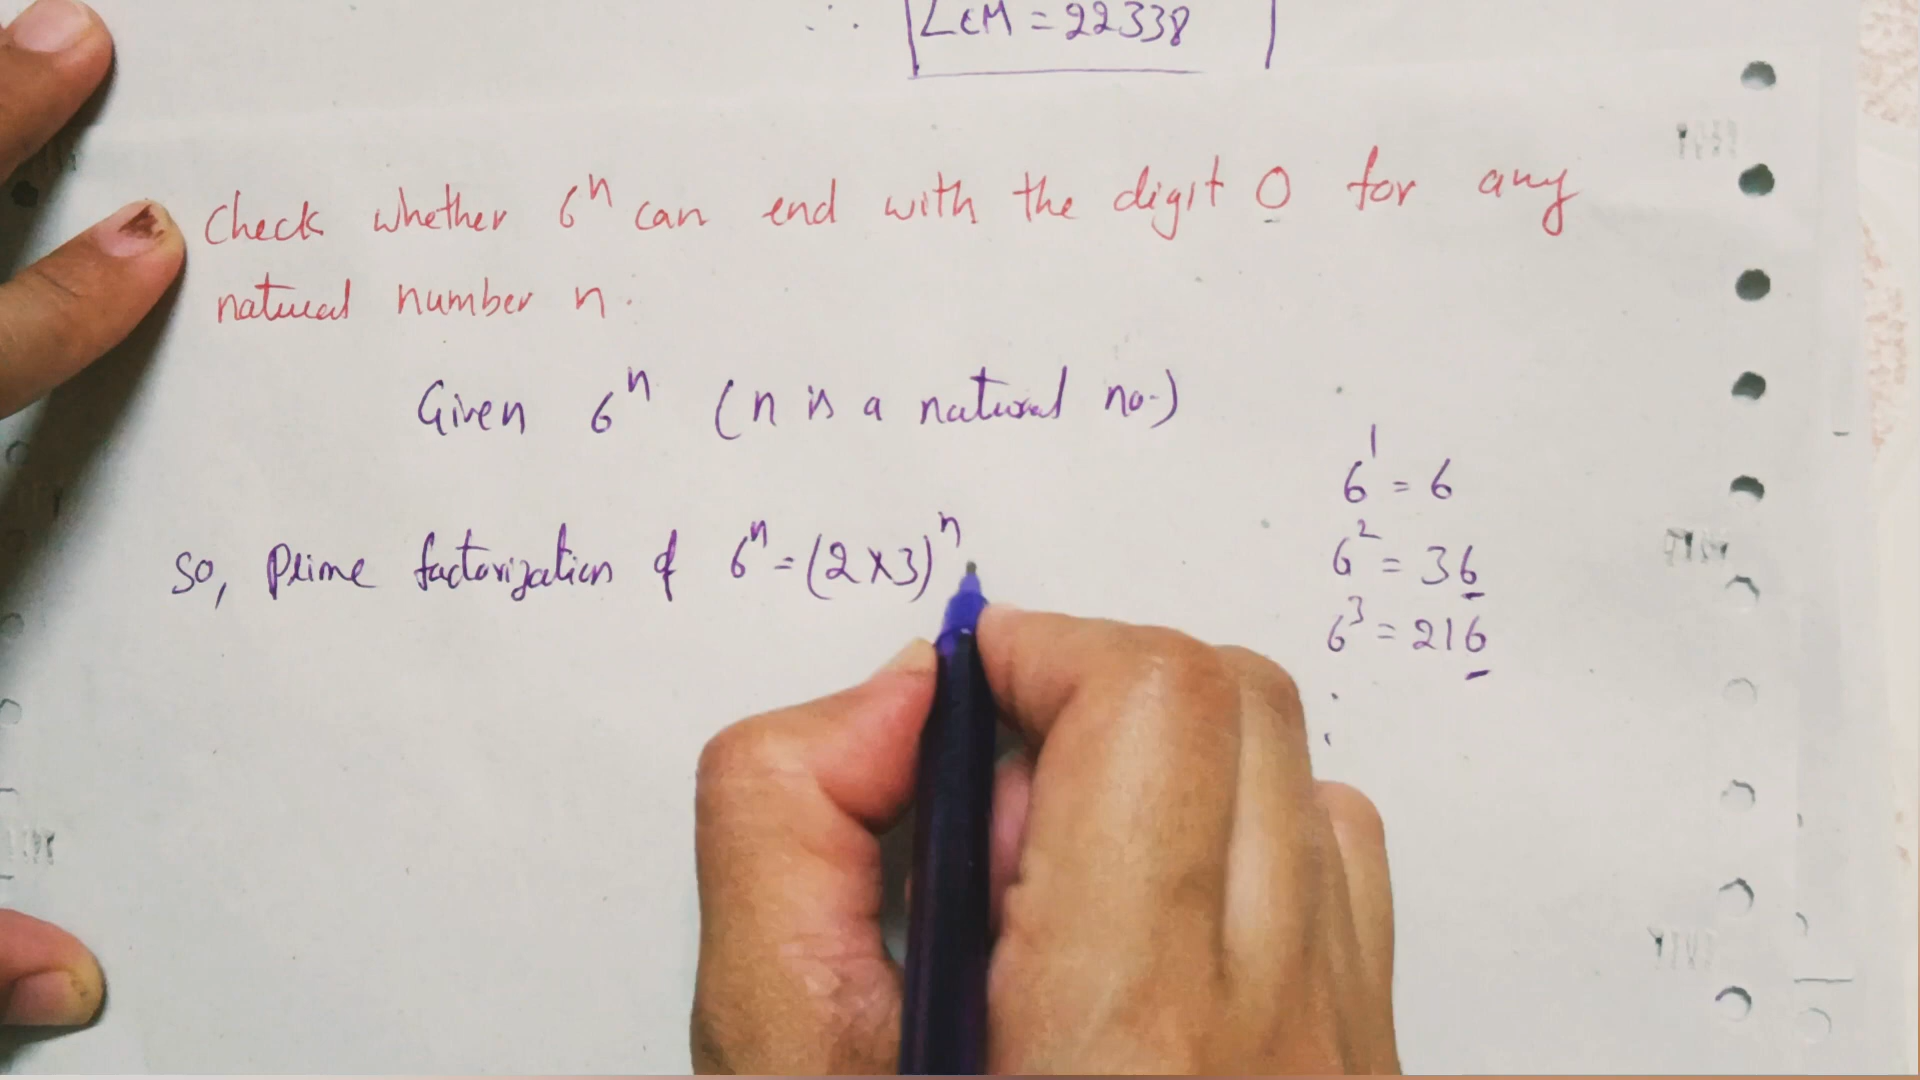 ∴ LCM = 22338
Check whether 6ⁿ can end with the digit 0 for any
natural number n.
Given 6ⁿ (n is a natural no.)
6¹ = 6
6² = 36
6³ = 216
So, Prime factorization of 6ⁿ = (2×3)ⁿ